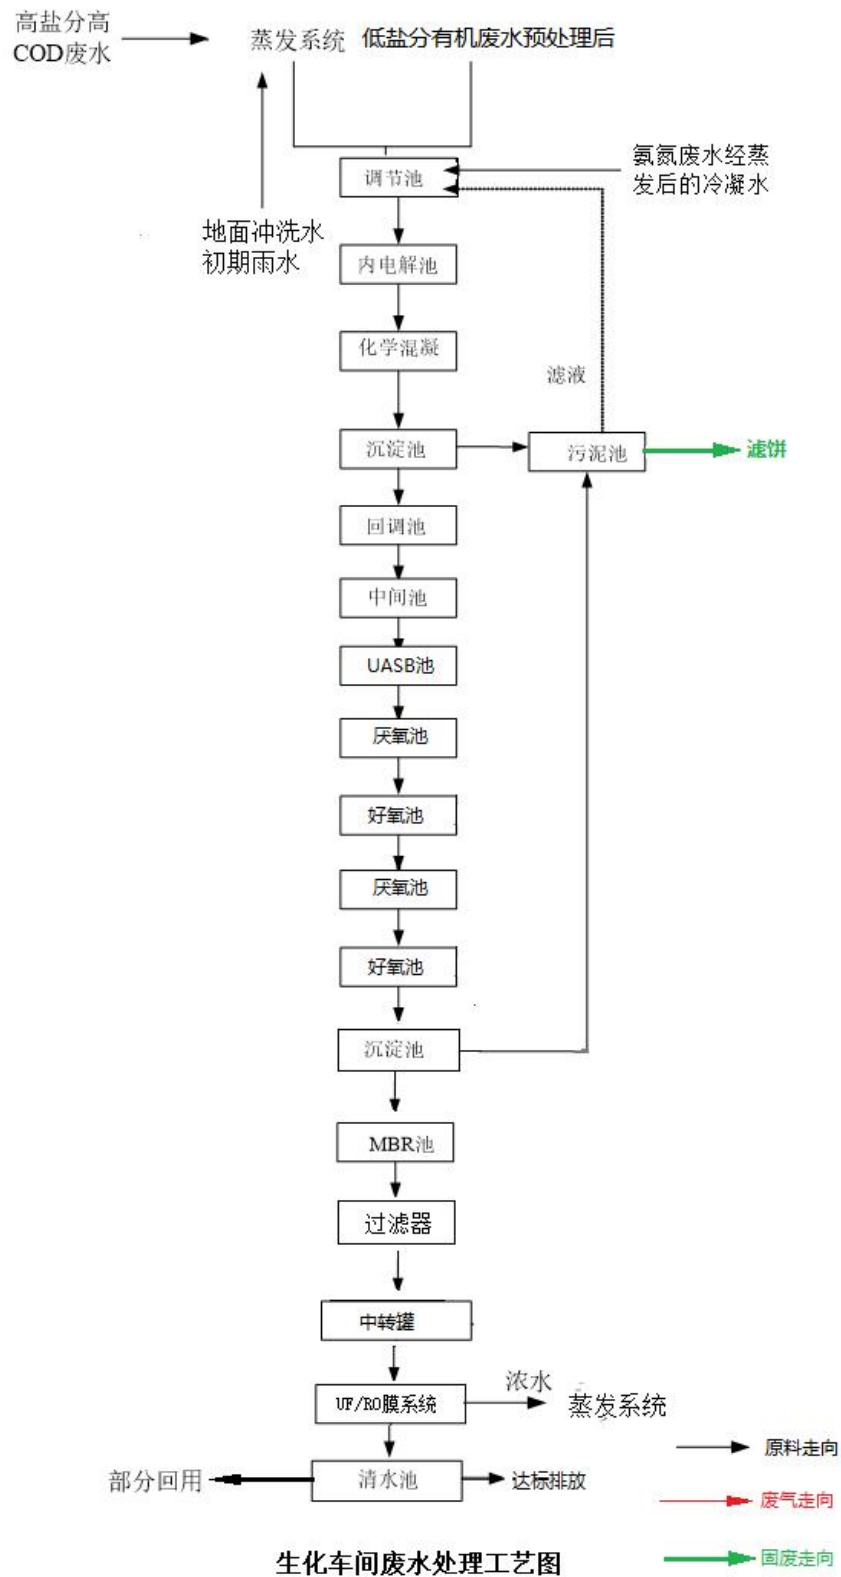 高盐分高
COD废水
蒸发系统
低盐分有机废水预处理后
氨氮废水经蒸
发后的冷凝水
调节池
地面冲洗水
初期雨水
内电解池
化学混凝
滤液
沉淀池
污泥池
滤饼
回调池
中间池
UASB池
厌氧池
好氧池
厌氧池
好氧池
沉淀池
MBR池
过滤器
中转罐
UF/RO膜系统
浓水
蒸发系统
部分回用
清水池
达标排放
原料走向
废气走向
固废走向
生化车间废水处理工艺图